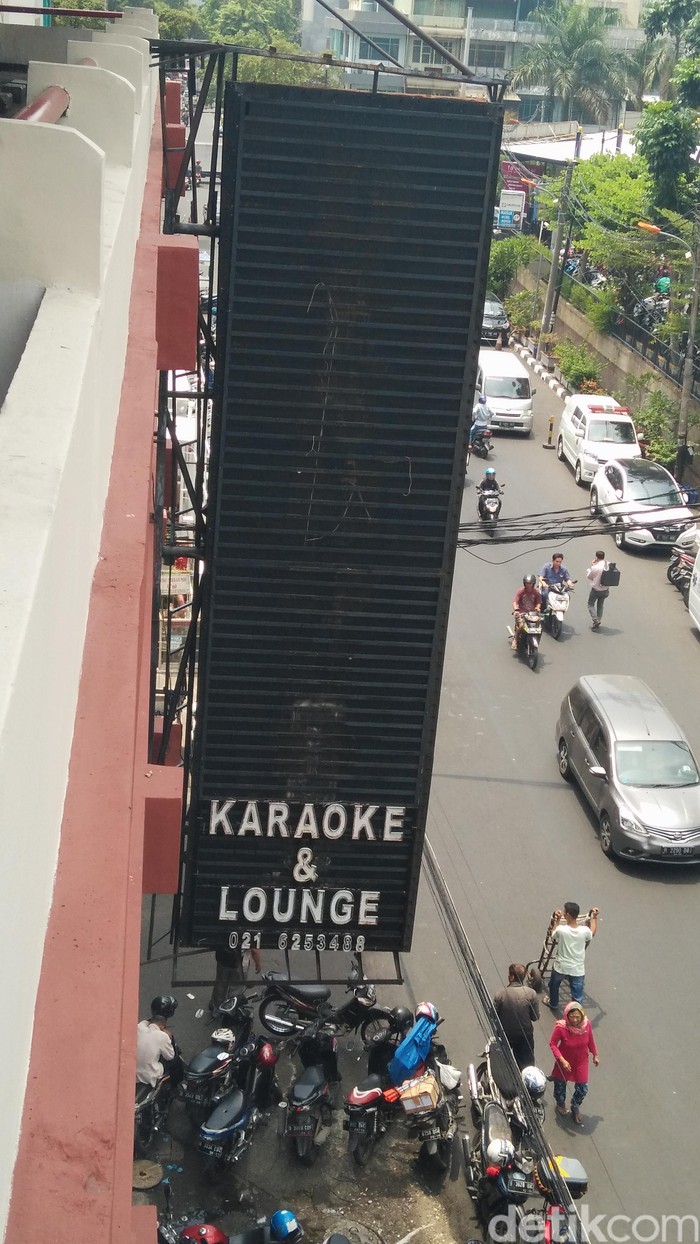 KARAOKE
&
LOUNGE
021 6253488
detikcom